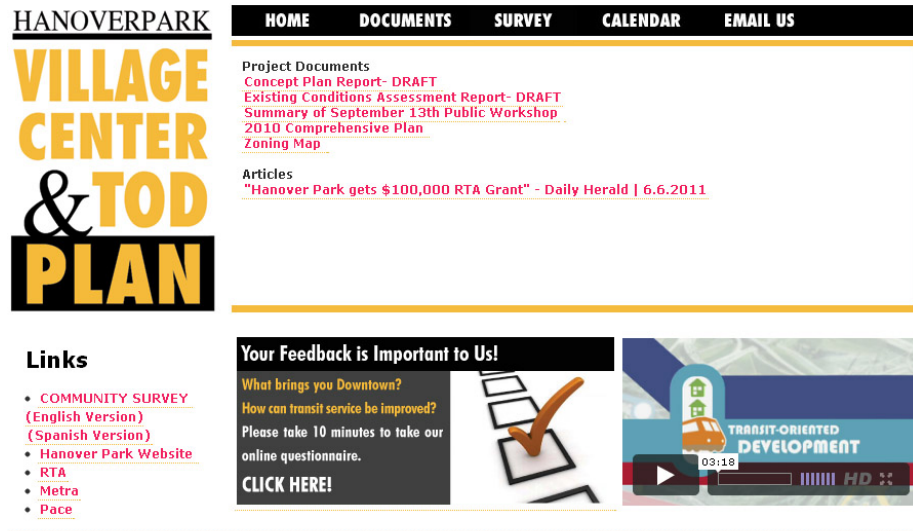 HANOVERPARK
VILLAGE
CENTER
& TOD
PLAN
HOME DOCUMENTS SURVEY CALENDAR EMAIL US
Project Documents
Concept Plan Report- DRAFT
Existing Conditions Assessment Report- DRAFT
Summary of September 13th Public Workshop
2010 Comprehensive Plan
Zoning Map
Articles
"Hanover Park gets $100,000 RTA Grant" - Daily Herald | 6.6.2011
Links
COMMUNITY SURVEY
(English Version)
(Spanish Version)
Hanover Park Website
RTA
Metra
Pace
Your Feedback is Important to Us!
What brings you Downtown?
How can transit service be improved?
Please take 10 minutes to take our
online questionnaire.
CLICK HERE!
TRANSIT-ORIENTED
DEVELOPMENT
03:18
HD